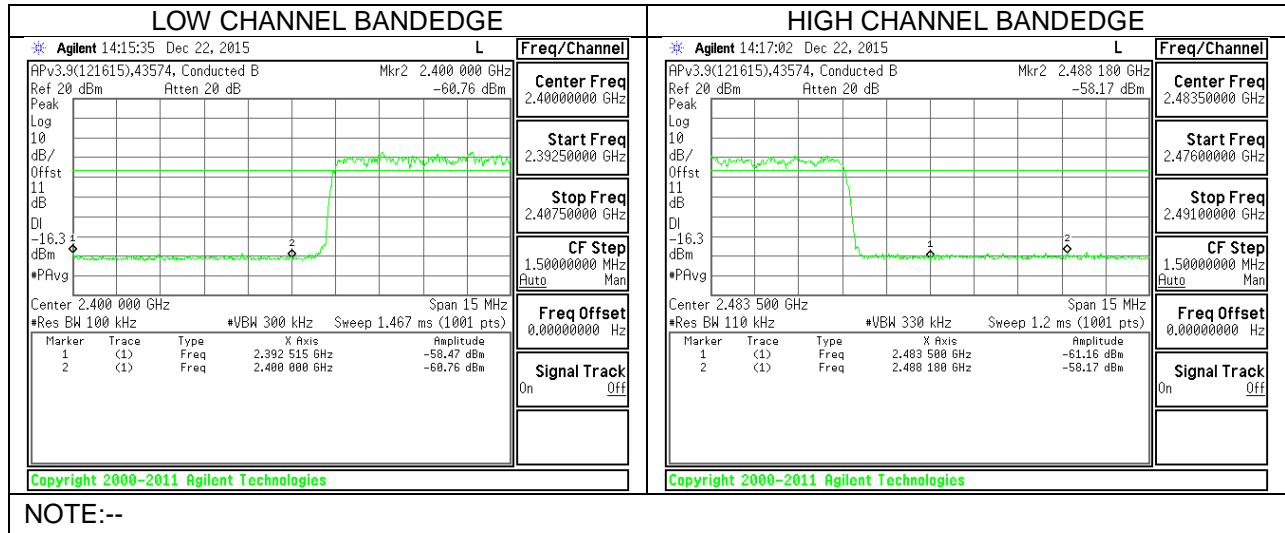 LOW CHANNEL BANDEDGE
Agilent 14:15:35 Dec 22, 2015 L
Freq/Channel
APv3.9(121615),43574, Conducted B Mkr2 2.400 000 GHz
Ref 20 dBm Atten 20 dB -60.76 dBm
Peak
Log
10
dB/
Offst
11
dB
DI
-16.3
dBm
#PAvg
1
2
Center 2.400 000 GHz Span 15 MHz
#Res BW 100 kHz #VBW 300 kHz Sweep 1.467 ms (1001 pts)
Marker Trace Type X Axis Amplitude
1 (1) Freq 2.392 515 GHz -58.47 dBm
2 (1) Freq 2.400 000 GHz -60.76 dBm
Center Freq
2.40000000 GHz
Start Freq
2.39250000 GHz
Stop Freq
2.40750000 GHz
CF Step
1.50000000 MHz
Auto Man
Freq Offset
0.00000000 Hz
Signal Track
On Off
Copyright 2000-2011 Agilent Technologies
HIGH CHANNEL BANDEDGE
Agilent 14:17:02 Dec 22, 2015 L
Freq/Channel
APv3.9(121615),43574, Conducted B Mkr2 2.488 180 GHz
Ref 20 dBm Atten 20 dB -58.17 dBm
Peak
Log
10
dB/
Offst
11
dB
DI
-16.3
dBm
#PAvg
1
2
Center 2.483 500 GHz Span 15 MHz
#Res BW 110 kHz #VBW 330 kHz Sweep 1.2 ms (1001 pts)
Marker Trace Type X Axis Amplitude
1 (1) Freq 2.483 500 GHz -61.16 dBm
2 (1) Freq 2.488 180 GHz -58.17 dBm
Center Freq
2.48350000 GHz
Start Freq
2.47600000 GHz
Stop Freq
2.49100000 GHz
CF Step
1.50000000 MHz
Auto Man
Freq Offset
0.00000000 Hz
Signal Track
On Off
Copyright 2000-2011 Agilent Technologies
NOTE:--